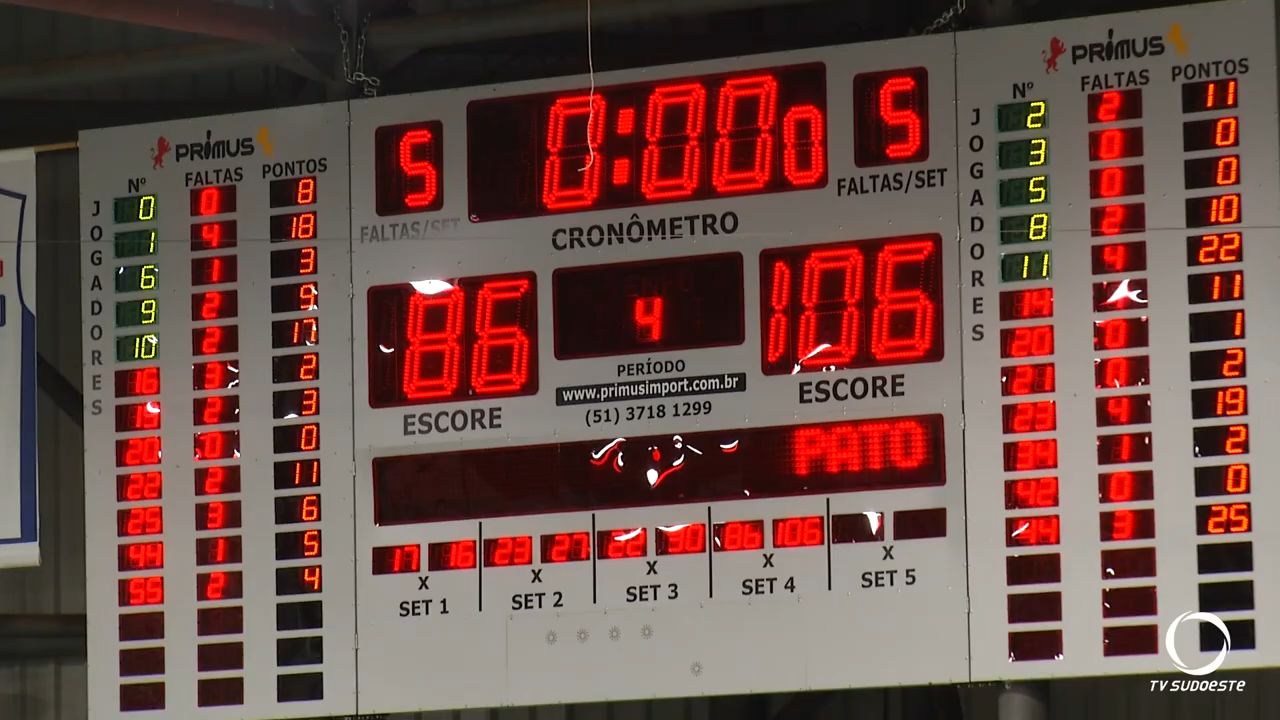 PRIMUS
Nº FALTAS PONTOS
JOGADORES
0 0 8
1 4 18
6 1 3
9 2 9
10 2 17
16 3 2
2 3
20 0 0
22 2 11
25 3 6
44 1 5
55 2 4
5
FALTAS/SET
0:000
CRONÔMETRO
5
FALTAS/SET
86
ESCORE
4
PERÍODO
www.primusimport.com.br
(51) 3718 1299
106
ESCORE
PATO
17 16
X
SET 1
23 27
X
SET 2
22
X
SET 3
86 106
X
SET 4
X
SET 5
PRIMUS
Nº FALTAS PONTOS
JOGADORES
2 2 11
3 0 0
5 0 0
8 2 10
11 4 22
14 11
20 0 1
2
23 4 19
34 1 2
42 0 0
44 3 25
TV SUDOESTE